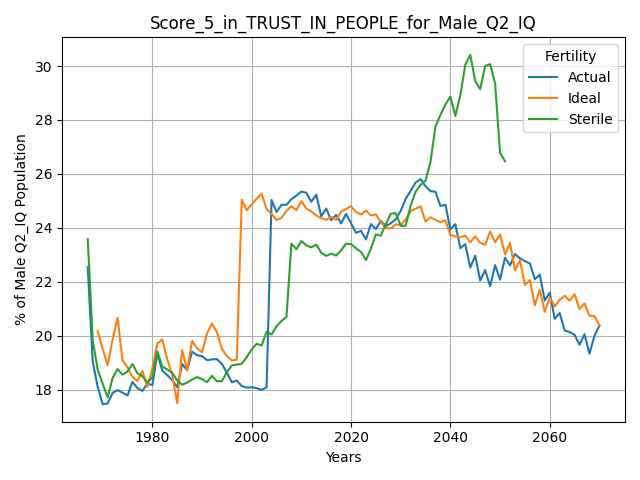 Score_5_in_TRUST_IN_PEOPLE_for_Male_Q2_IQ
% of Male Q2_IQ Population
30
28
26
24
22
20
18
Fertility
Actual
Ideal
Sterile
1980
2000
2020
2040
2060
Years